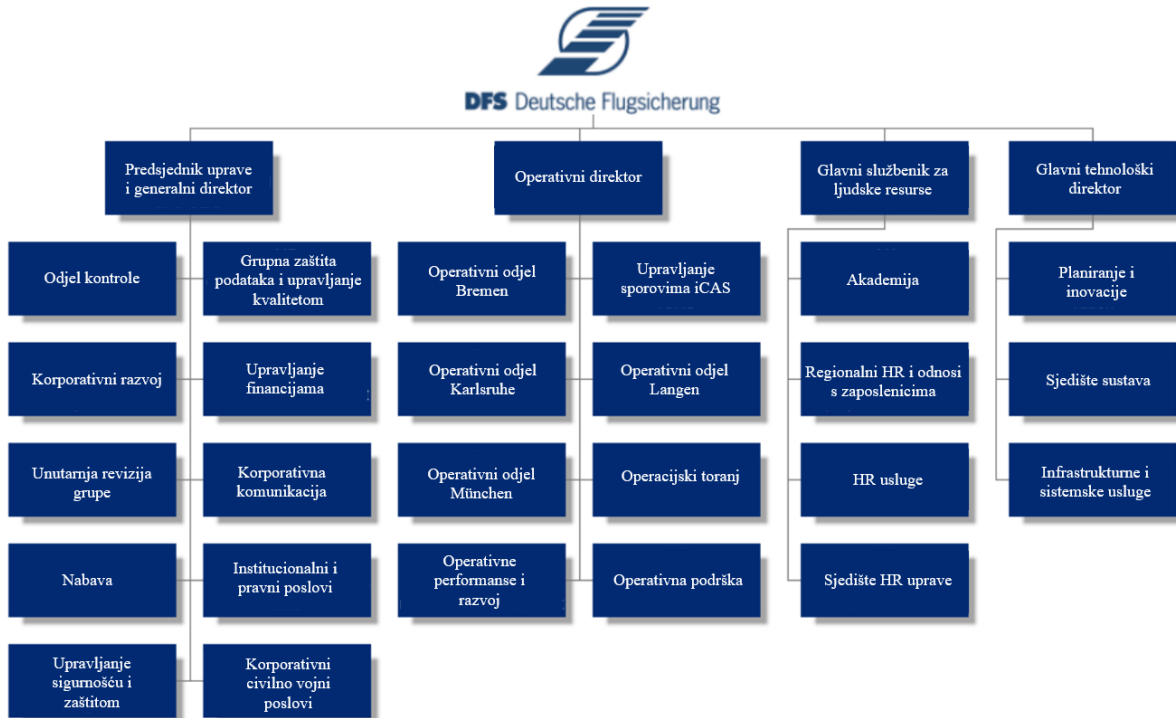 DFS Deutsche Flugsicherung
Predsjednik uprave
i generalni direktor
Operativni direktor
Glavni službenik za
ljudske resurse
Glavni tehnološki
direktor
Odjel kontrole
Grupna zaštita
podataka i upravljanje
kvalitetom
Operativni odjel
Bremen
Upravljanje
sporovima iCAS
Akademija
Planiranje i
inovacije
Korporativni razvoj
Upravljanje
financijama
Operativni odjel
Karlsruhe
Operativni odjel
Langen
Regionalni HR i odnosi
s zaposlenicima
Sjedište sustava
Unutarnja revizija
grupe
Korporativna
komunikacija
Operativni odjel
München
Operacijski toranj
HR usluge
Infrastrukturne i
sistemske usluge
Nabava
Institucionalni i
pravni poslovi
Operativne
performanse i
razvoj
Operativna podrška
Sjedište HR uprave
Upravljanje
sigurnošću i
zaštitom
Korporativni
civilno vojni
poslovi